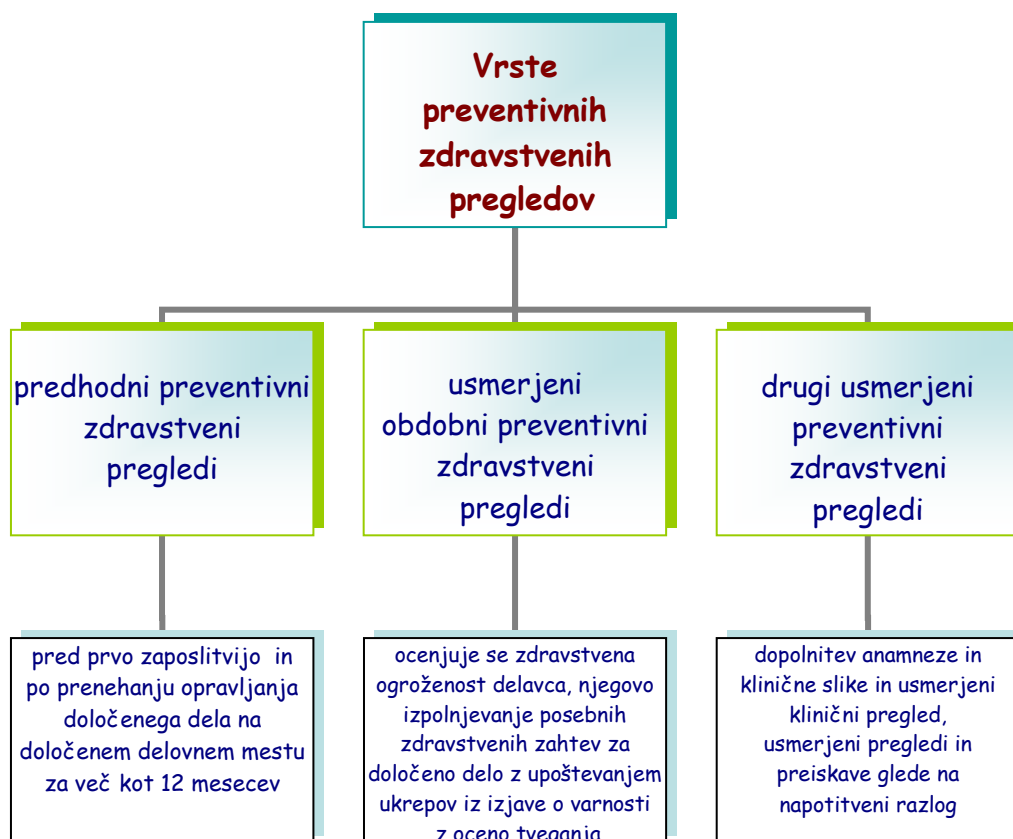 Vrste
preventivnih
zdravstvenih
pregledov
predhodni preventivni
zdravstveni
pregledi
usmerjeni
obdobni preventivni
zdravstveni
pregledi
drugi usmerjeni
preventivni
zdravstveni
pregledi
pred prvo zaposlitvijo in
po prenehanju opravljanja
določenega dela na
določenem delovnem mestu
za več kot 12 mesecev
ocenjuje se zdravstvena
ogroženost delavca, njegovo
izpolnjevanje posebnih
zdravstvenih zahtev za
določeno delo z upoštevanjem
ukrepov iz izjave o varnosti
z oceno tveganja
dopolnitev anamneze in
klinične slike in usmerjeni
klinični pregled,
usmerjeni pregledi in
preiskave glede na
napotitveni razlog